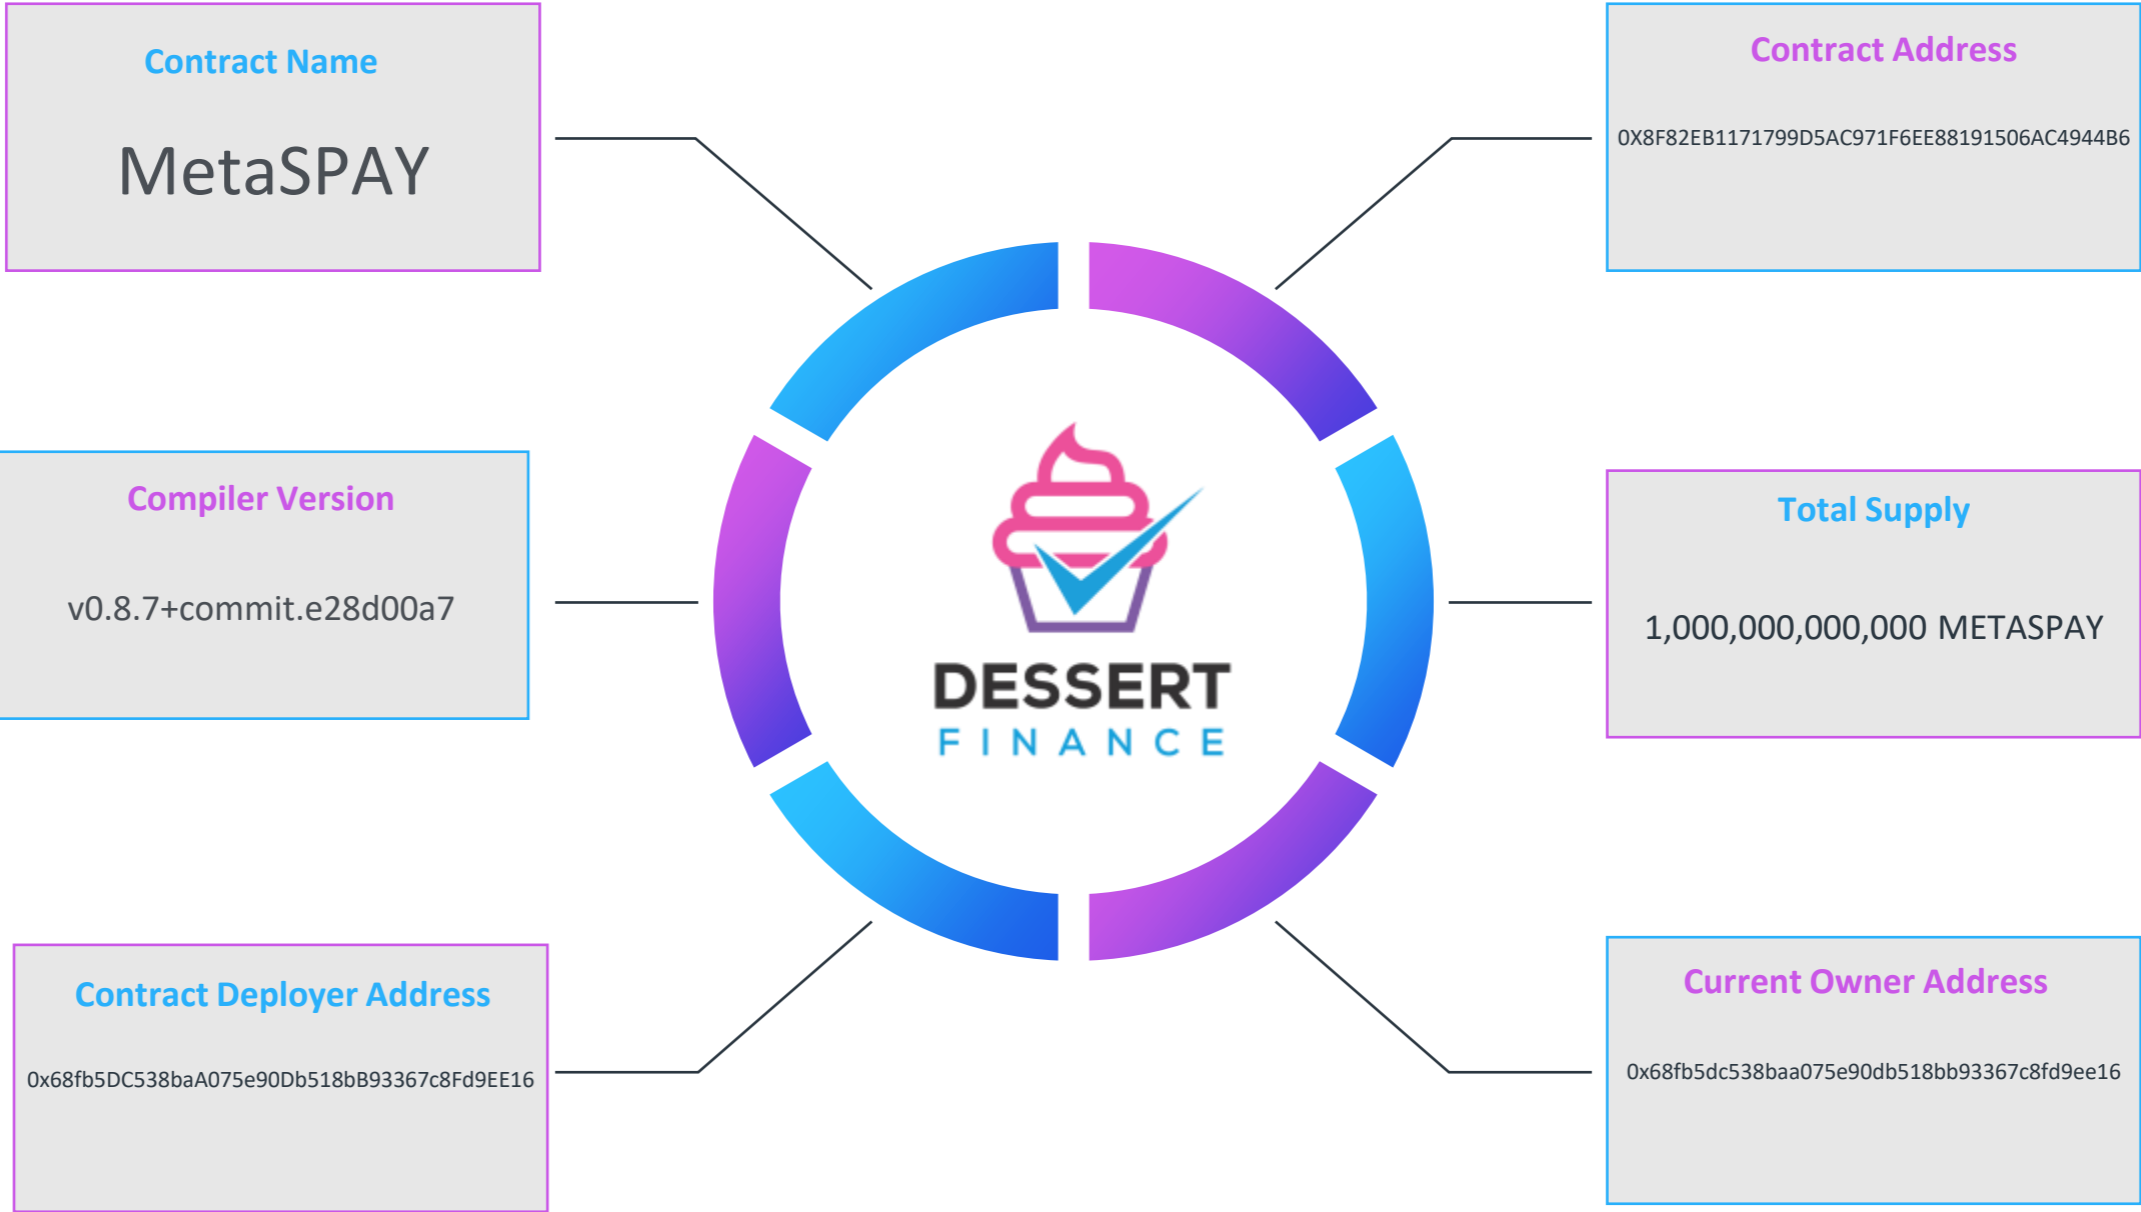 Contract Name
MetaSPAY
Contract Address
0X8F82EB1171799D5AC971F6EE88191506AC4944B6
Compiler Version
v0.8.7+commit.e28d00a7
DESSERT
FINANCE
Total Supply
1,000,000,000,000 METASPAY
Contract Deployer Address
0x68fb5DC538baA075e90Db518bB93367c8Fd9EE16
Current Owner Address
0x68fb5dc538baa075e90db518bb93367c8fd9ee16